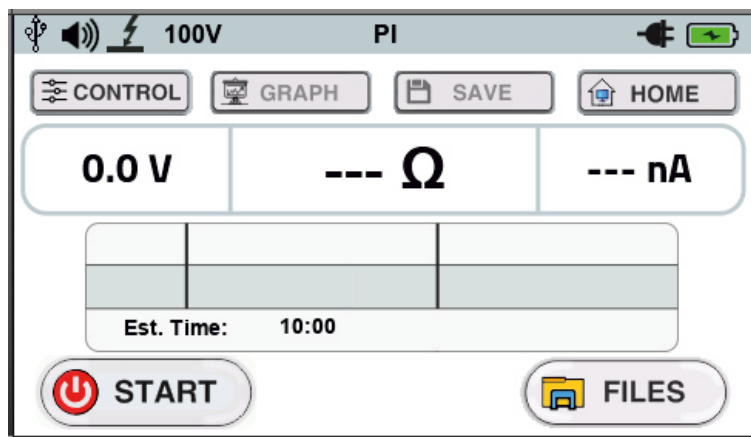 100V PI
CONTROL GRAPH SAVE HOME
0.0 V --- Ω --- nA
Est. Time: 10:00
START FILES